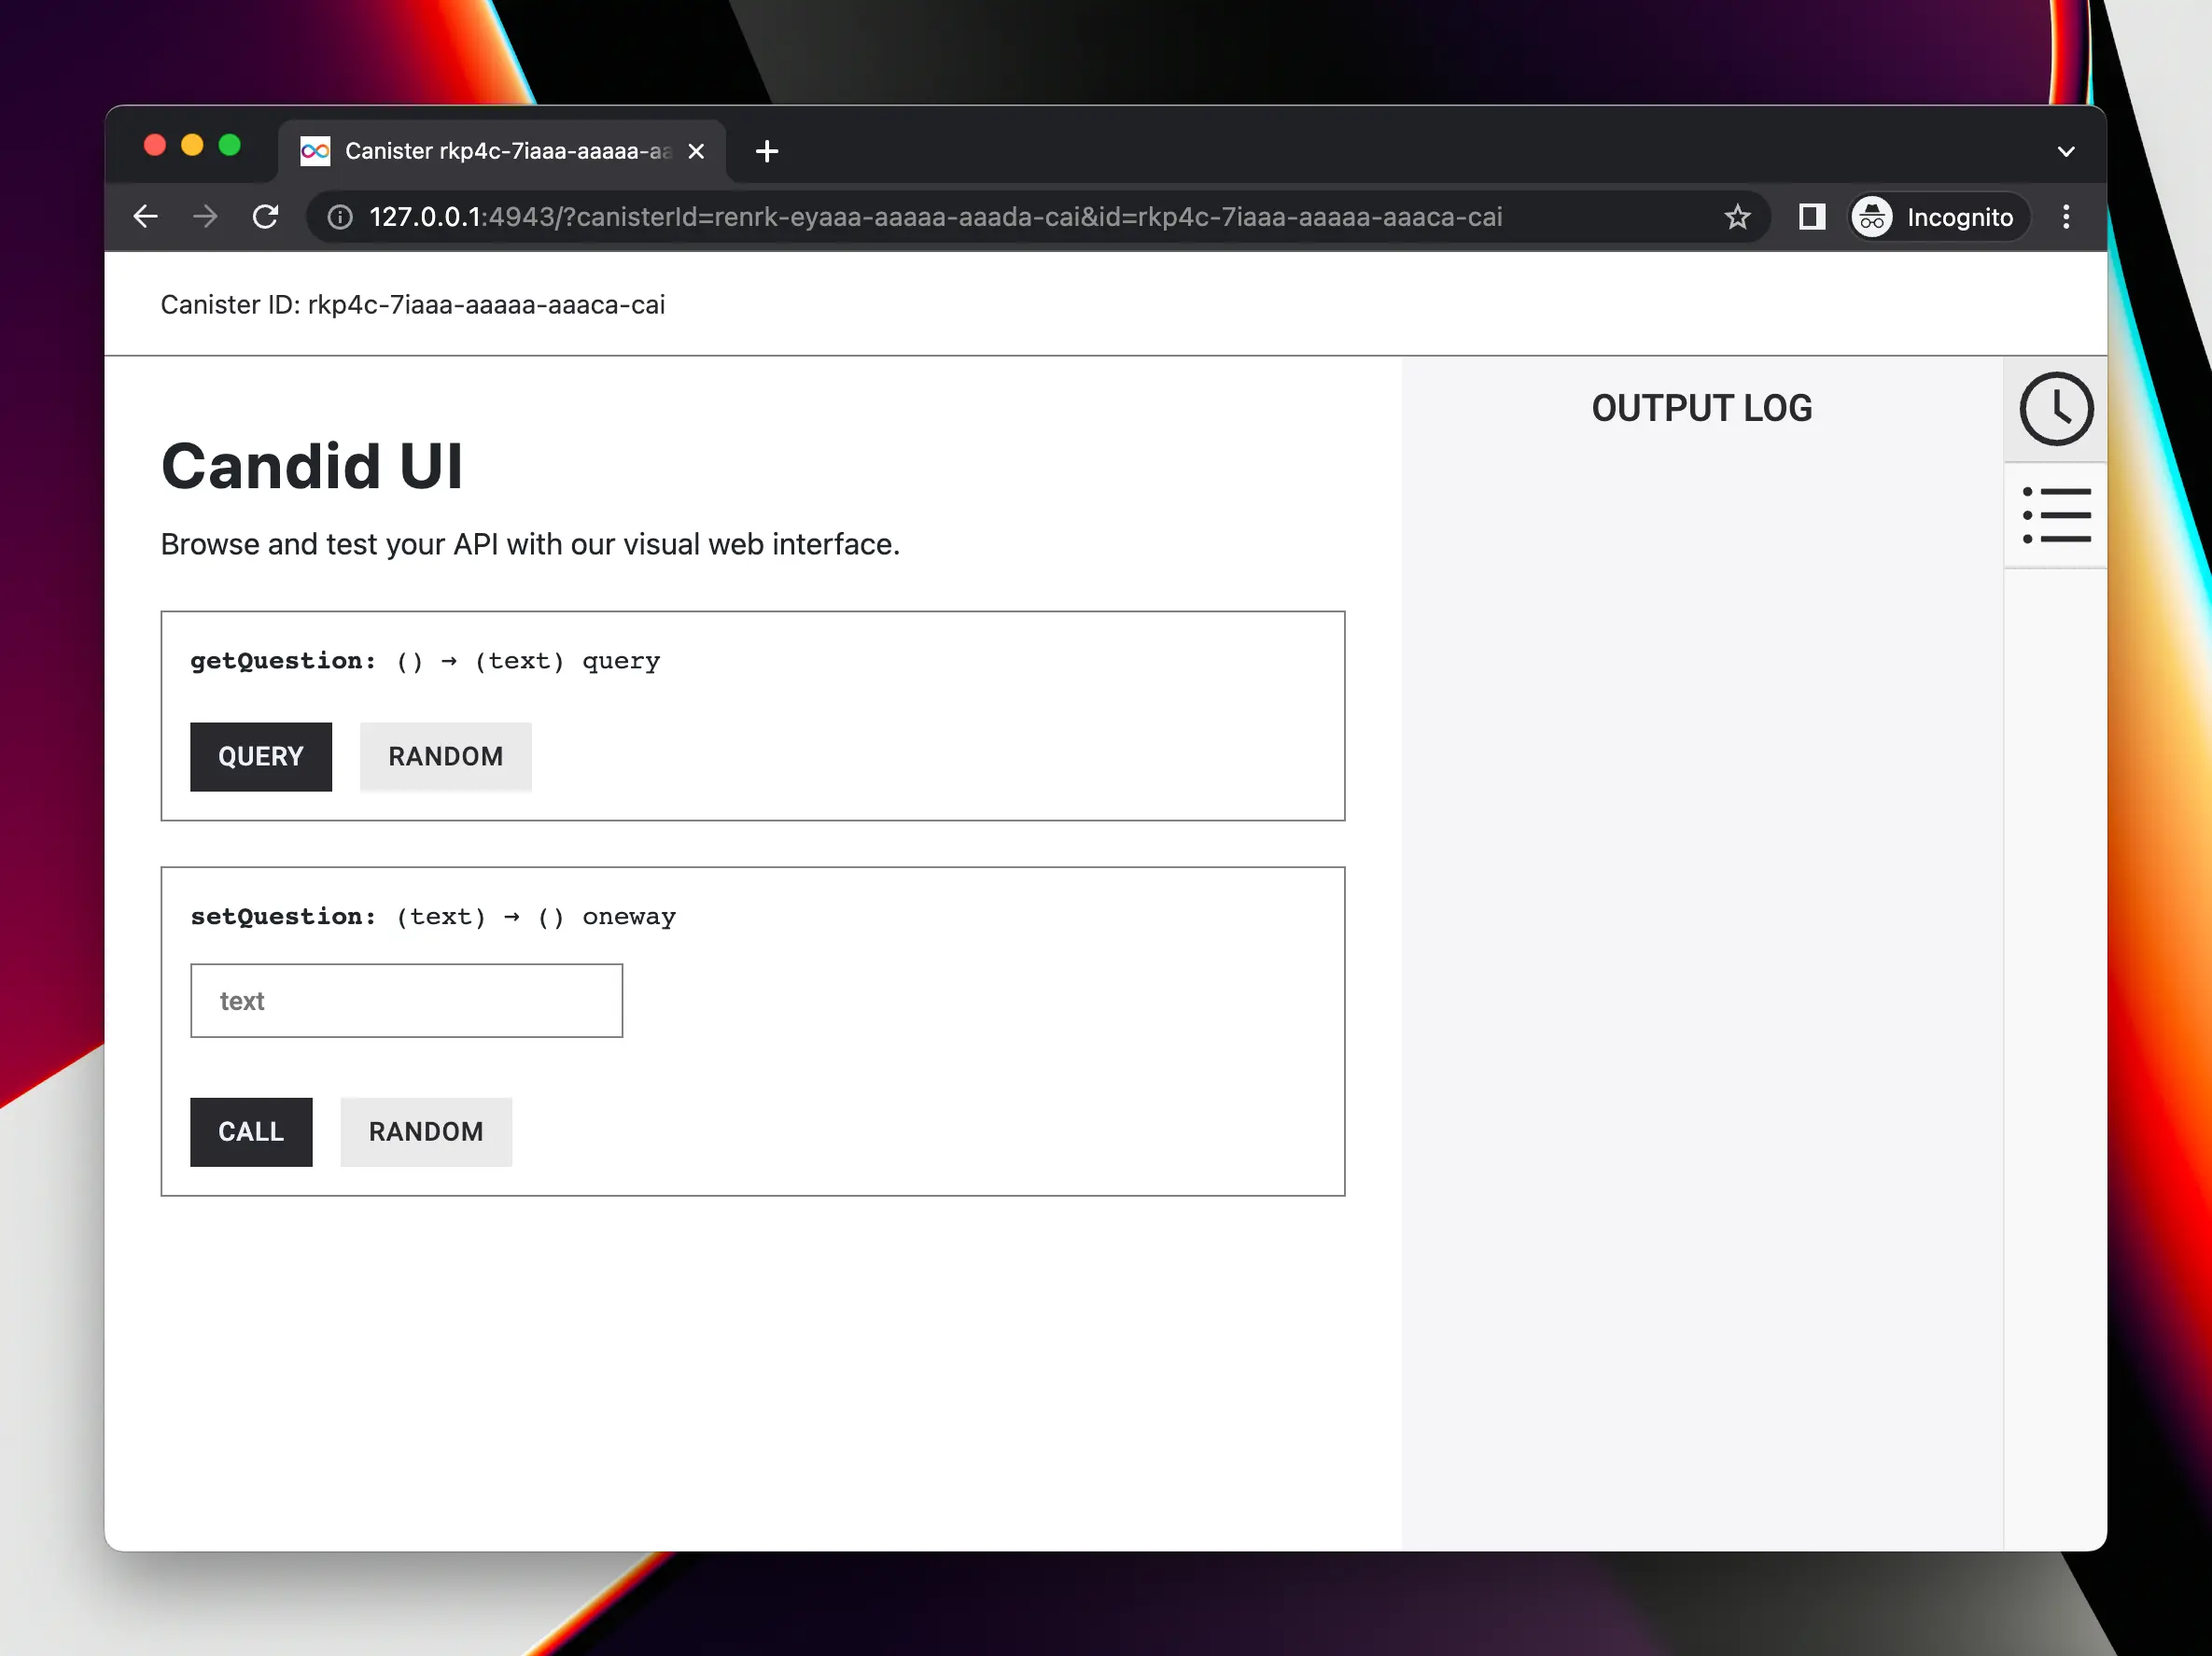 Canister rkp4c-7iaaa-aaaaa-aa
127.0.0.1:4943/?canisterId=renrk-eyaaa-aaaaa-aaada-cai&id=rkp4c-7iaaa-aaaaa-aaaca-cai
Incognito
Canister ID: rkp4c-7iaaa-aaaaa-aaaca-cai
OUTPUT LOG
Candid UI
Browse and test your API with our visual web interface.
getQuestion: () → (text) query
QUERY RANDOM
setQuestion: (text) → () oneway
text
CALL RANDOM